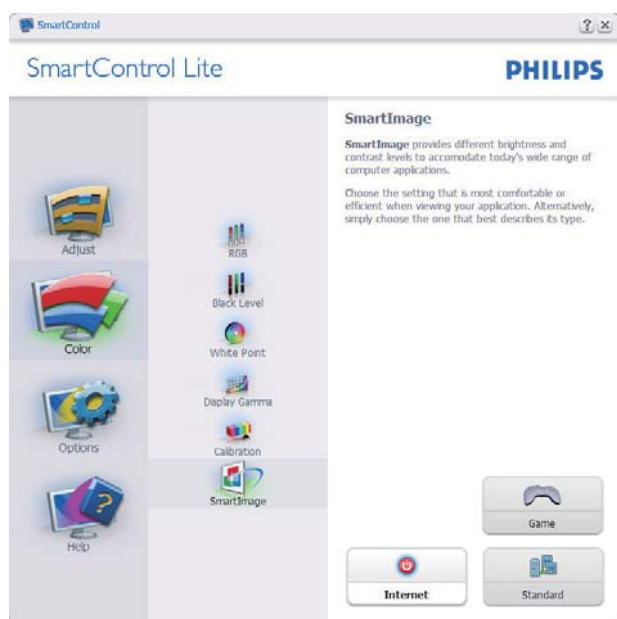 SmartControl
SmartControl Lite
PHILIPS
Adjust
Color
Options
Help
RGB
Black Level
White Point
Display Gamma
Calibration
SmartImage
SmartImage
SmartImage provides different brightness and
contrast levels to accomodate today's wide range of
computer applications.
Choose the setting that is most comfortable or
efficient when viewing your application. Alternatively,
simply choose the one that best describes its type.
Game
Internet
Standard